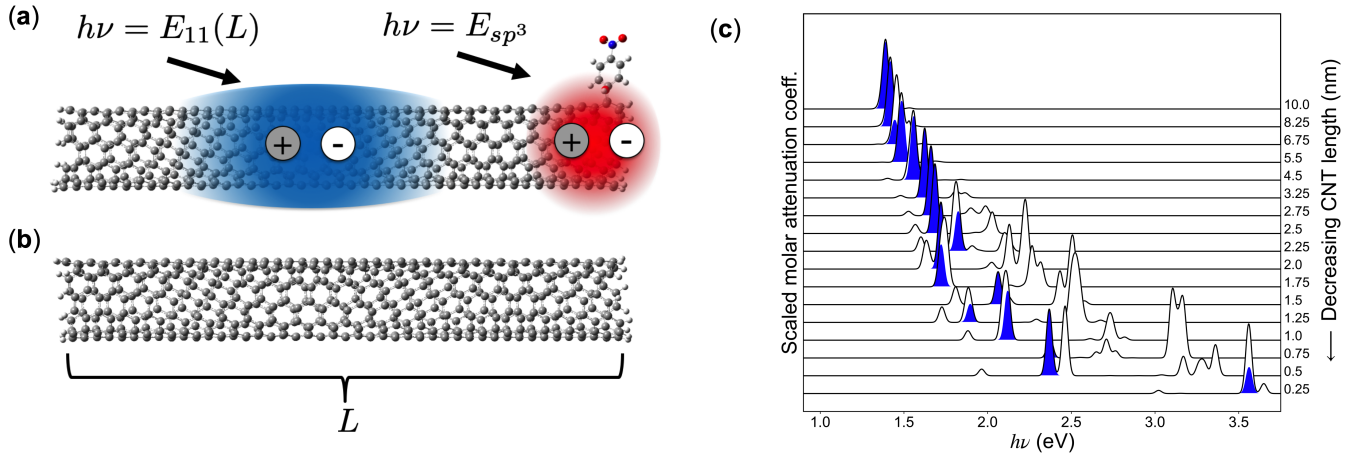 (a)
hν = E₁₁(L)
hν = Eₛₚ³
+
-
+
-
(b)
L
(c)
Scaled molar attenuation coeff.
10.0
8.25
6.75
5.5
4.5
3.25
2.75
2.5
2.25
2.0
1.75
1.5
1.25
1.0
0.75
0.5
0.25
← Decreasing CNT length (nm)
1.0 1.5 2.0 2.5 3.0 3.5
hν (eV)